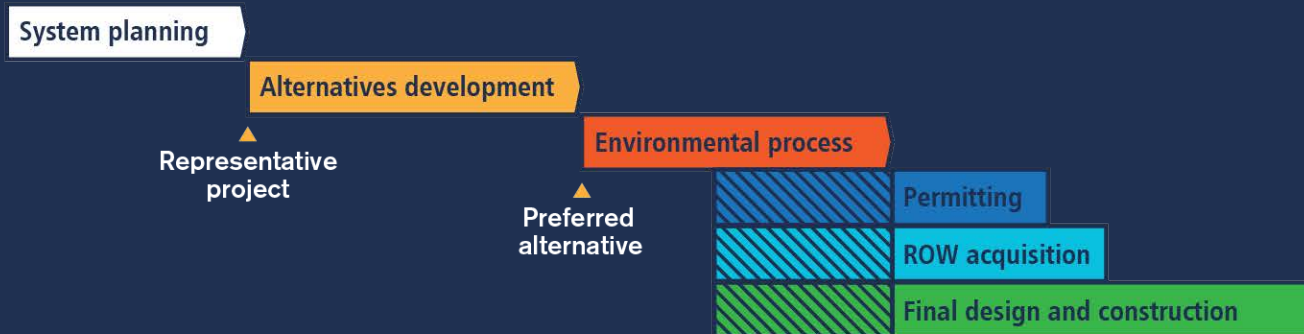 System planning
Alternatives development
Representative
project
Environmental process
Preferred
alternative
Permitting
ROW acquisition
Final design and construction